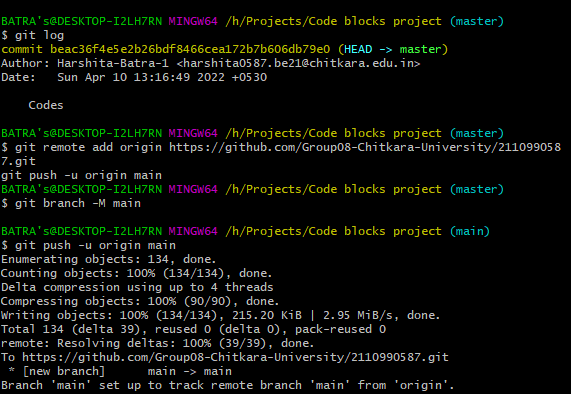 BATRA's@DESKTOP-I2LH7RN MINGW64 /h/Projects/Code blocks project (master)
$ git log
commit beac36f4e5e2b26bdf8466cea172b7b606db79e0 (HEAD -> master)
Author: Harshita-Batra-1 <harshita0587.be21@chitkara.edu.in>
Date:   Sun Apr 10 13:16:49 2022 +0530
    Codes
BATRA's@DESKTOP-I2LH7RN MINGW64 /h/Projects/Code blocks project (master)
$ git remote add origin https://github.com/Group08-Chitkara-University/211099058
7.git
git push -u origin main
BATRA's@DESKTOP-I2LH7RN MINGW64 /h/Projects/Code blocks project (master)
$ git branch -M main
BATRA's@DESKTOP-I2LH7RN MINGW64 /h/Projects/Code blocks project (main)
$ git push -u origin main
Enumerating objects: 134, done.
Counting objects: 100% (134/134), done.
Delta compression using up to 4 threads
Compressing objects: 100% (90/90), done.
Writing objects: 100% (134/134), 215.20 KiB | 2.95 MiB/s, done.
Total 134 (delta 39), reused 0 (delta 0), pack-reused 0
remote: Resolving deltas: 100% (39/39), done.
To https://github.com/Group08-Chitkara-University/2110990587.git
 * [new branch]      main -> main
Branch 'main' set up to track remote branch 'main' from 'origin'.